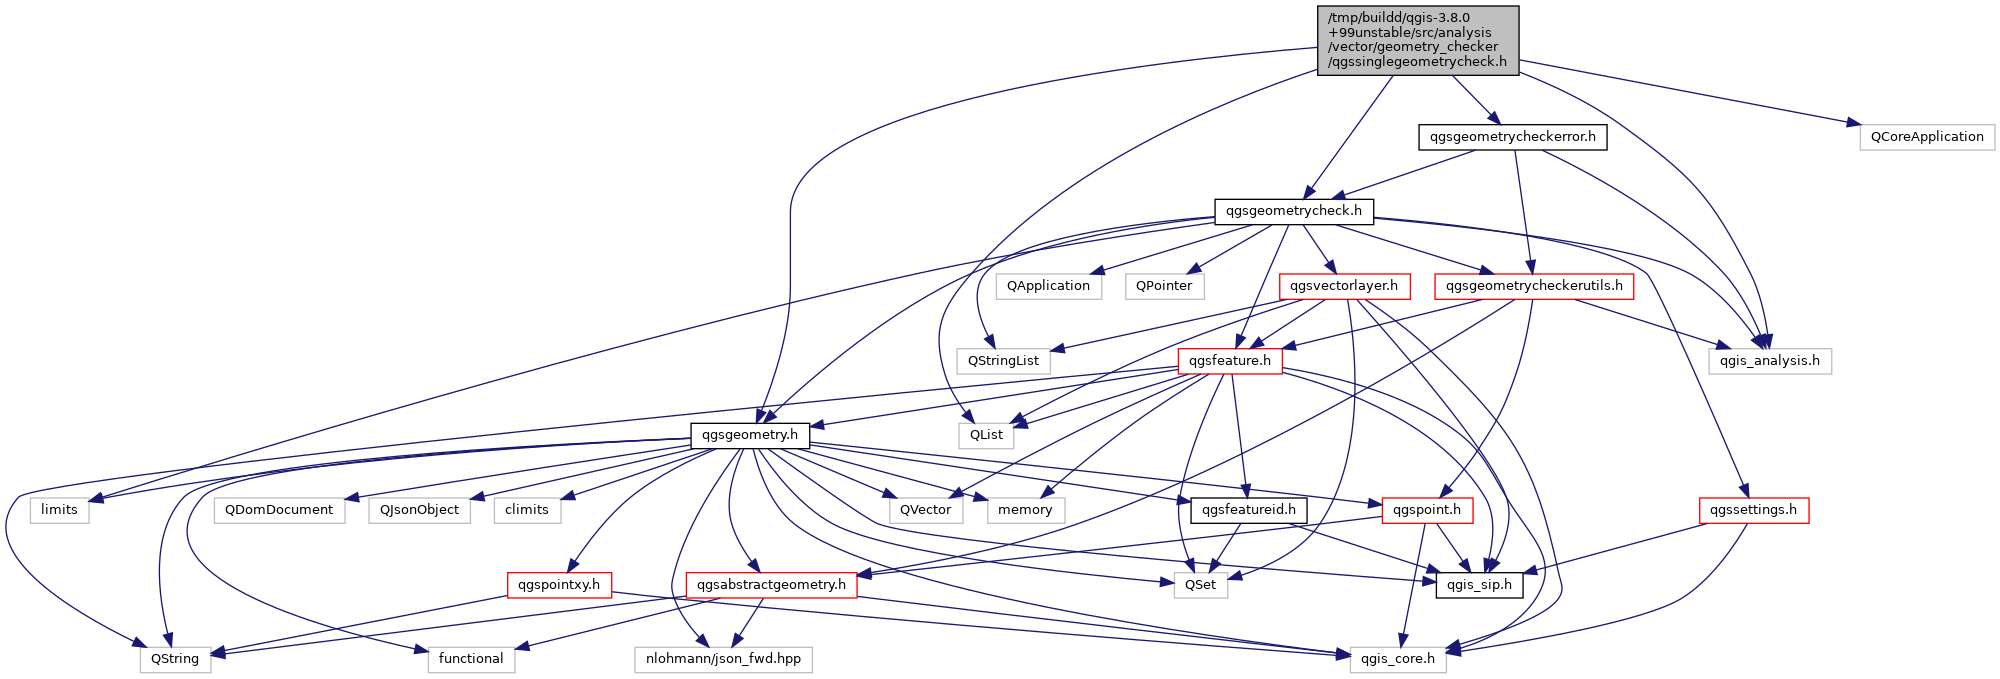 /tmp/buildd/qgis-3.8.0
+99unstable/src/analysis
/vector/geometry_checker
/qgssinglegeometrycheck.h
qgsgeometrycheckerror.h
QCoreApplication
qgsgeometrycheck.h
QApplication
QPointer
qgsvectorlayer.h
qgsgeometrycheckerutils.h
QStringList
qgsfeature.h
qgis_analysis.h
qgsgeometry.h
QList
limits
QDomDocument
QJsonObject
climits
QVector
memory
qgsfeatureid.h
qgspoint.h
qgssettings.h
qgspointxy.h
qgsabstractgeometry.h
QSet
qgis_sip.h
QString
functional
nlohmann/json_fwd.hpp
qgis_core.h